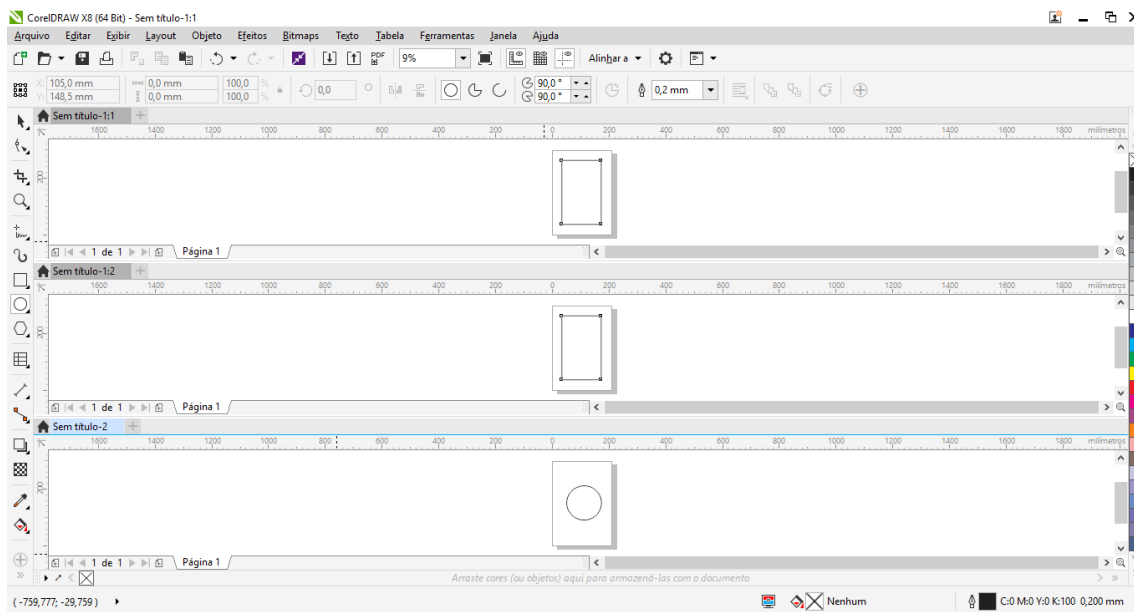 CorelDRAW X8 (64 Bit) - Sem título-1:1
Arquivo Editar Exibir Layout Objeto Efeitos Bitmaps Texto Tabela Ferramentas Janela Ajuda
PDF 9% Alinhar a
X: 105,0 mm 0,0 mm 100,0 % 0,0 ° 90,0 ° 0,2 mm
Y: 148,5 mm 0,0 mm 100,0 % 90,0 °
Sem título-1:1
1600 1400 1200 1000 800 600 400 200 0 200 400 600 800 1000 1200 1400 1600 1800 milímetros
200
1 de 1 Página 1
Sem título-1:2
1600 1400 1200 1000 800 600 400 200 0 200 400 600 800 1000 1200 1400 1600 1800 milímetros
200
1 de 1 Página 1
Sem título-2
1600 1400 1200 1000 800 600 400 200 0 200 400 600 800 1000 1200 1400 1600 1800 milímetros
200
1 de 1 Página 1
Arraste cores (ou objetos) aqui para armazená-las com o documento
( -759,777; -29,759 ) Nenhum C:0 M:0 Y:0 K:100 0,200 mm